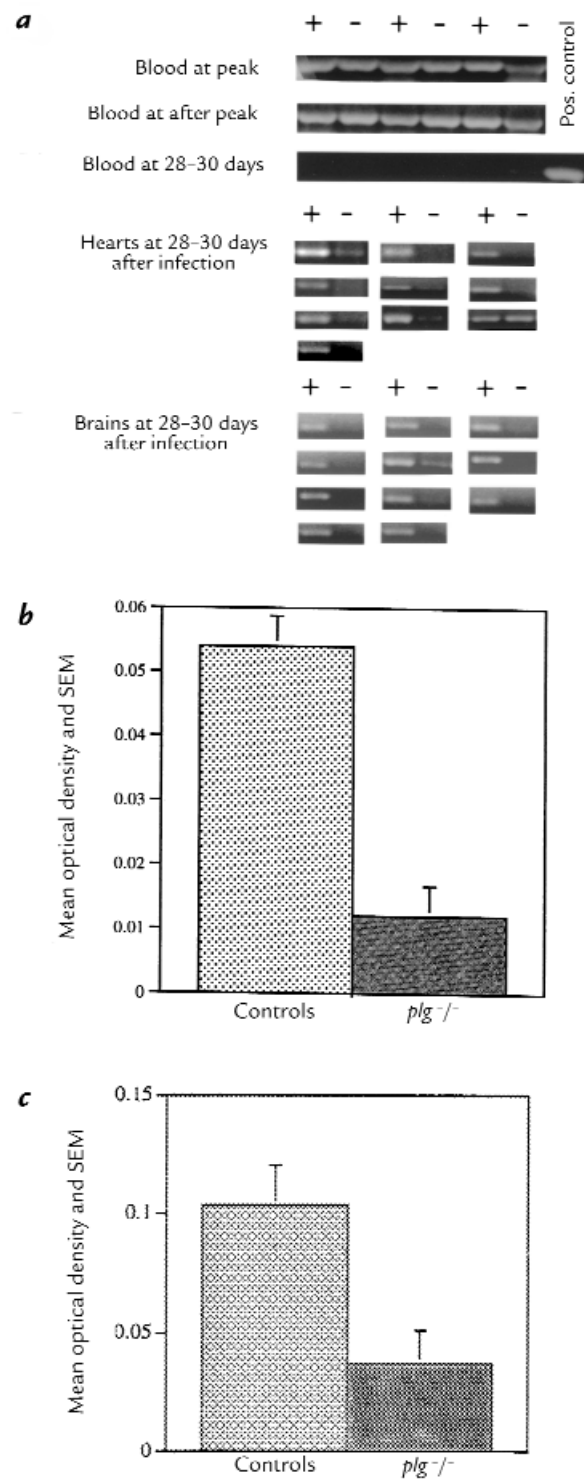 a
+ - + - + -
Pos. control
Blood at peak
Blood at after peak
Blood at 28–30 days
+ - + - + -
Hearts at 28–30 days
after infection
+ - + - + -
Brains at 28–30 days
after infection
b
Mean optical density and SEM
0.06
0.05
0.04
0.03
0.02
0.01
0
Controls
plg -/-
c
Mean optical density and SEM
0.15
0.1
0.05
0
Controls
plg -/-